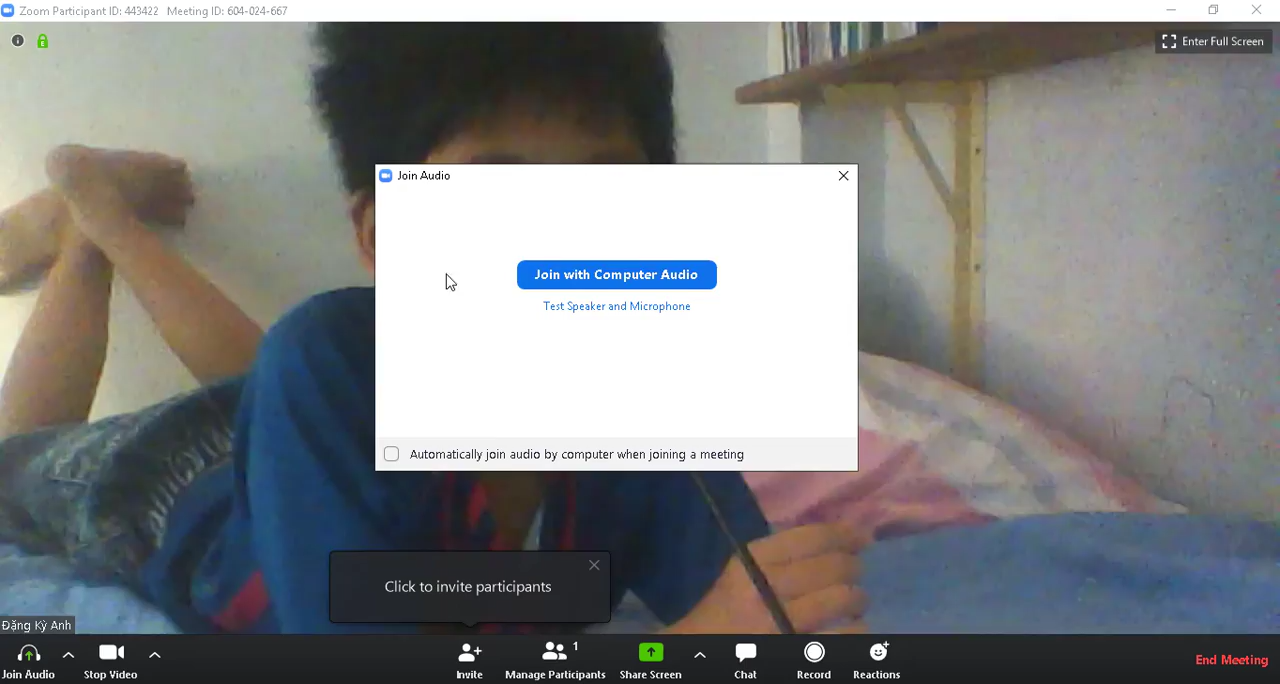 Zoom Participant ID: 443422 Meeting ID: 604-024-667
Enter Full Screen
Join Audio
Join with Computer Audio
Test Speaker and Microphone
Automatically join audio by computer when joining a meeting
Click to invite participants
Đặng Kỳ Anh
Join Audio
Stop Video
Invite
1
Manage Participants
Share Screen
Chat
Record
Reactions
End Meeting